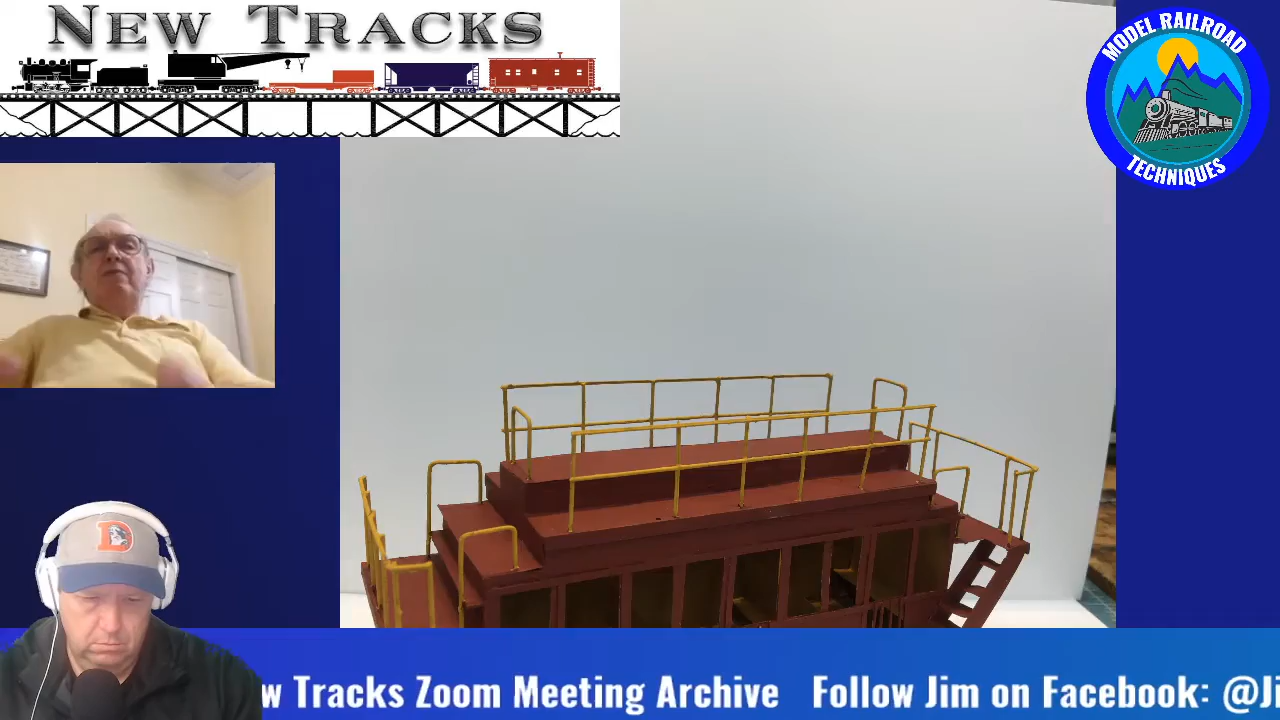 New Tracks
MODEL RAILROAD
TECHNIQUES
w Tracks Zoom Meeting Archive Follow Jim on Facebook: @Ji